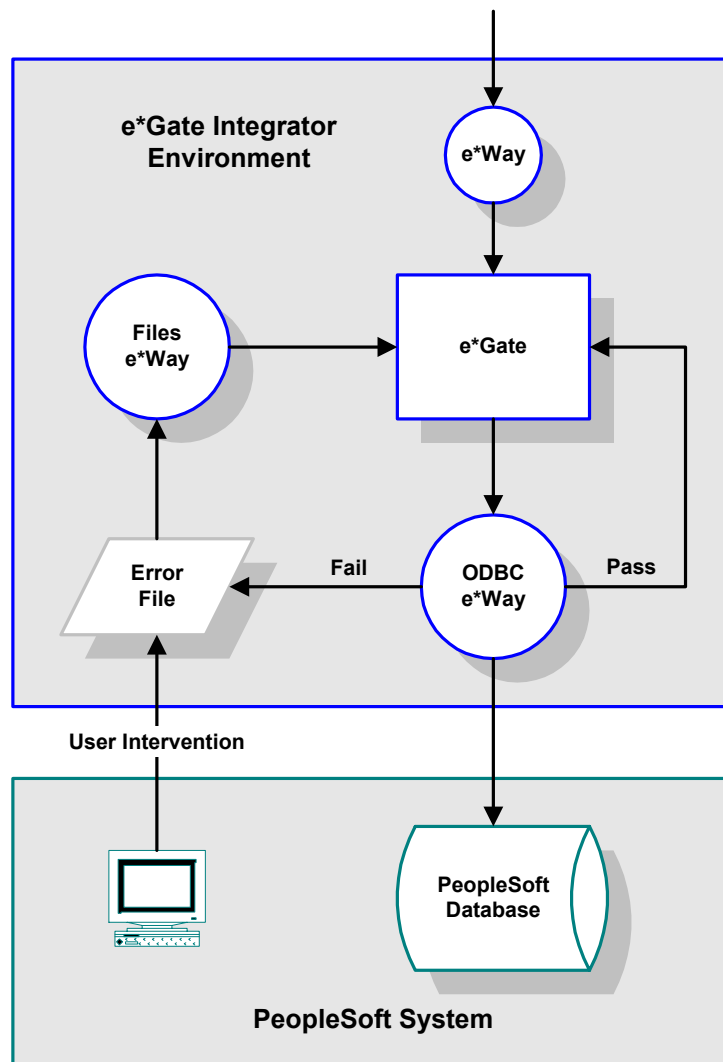 e*Gate Integrator
Environment
e*Way
Files
e*Way
e*Gate
Error
File
Fail
ODBC
e*Way
Pass
User Intervention
PeopleSoft
Database
PeopleSoft System